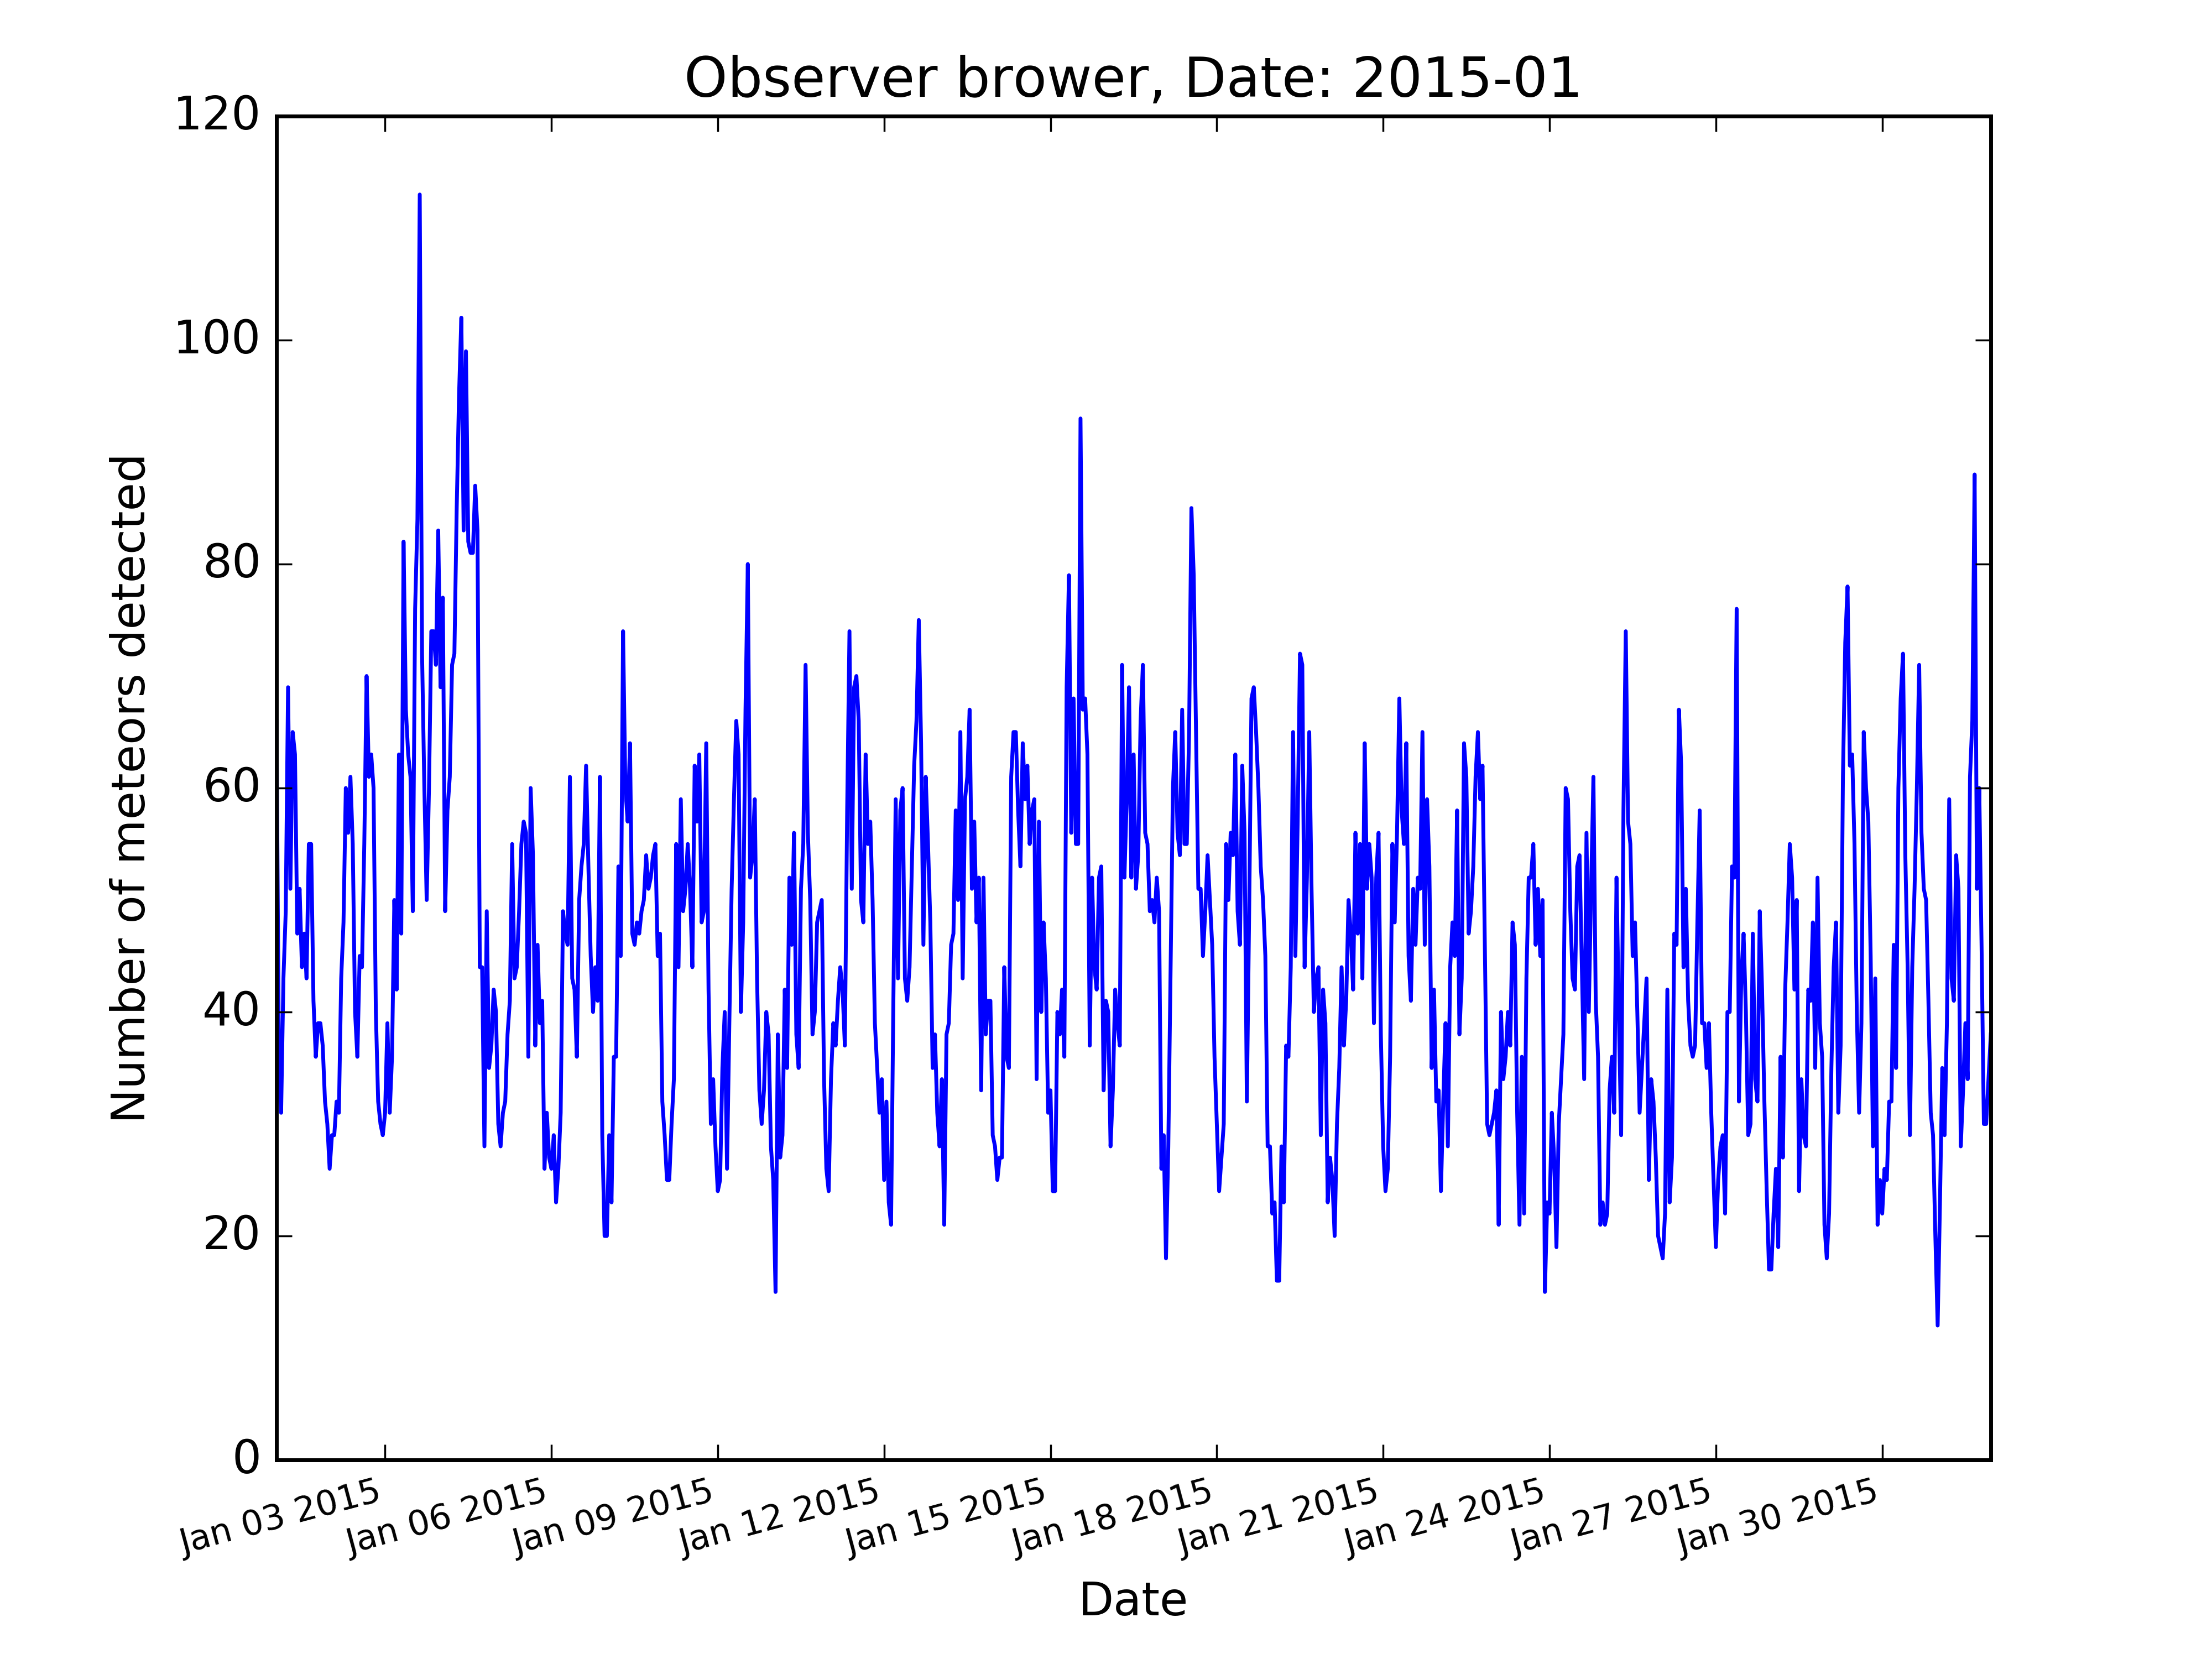 Observer brower, Date: 2015-01
120
100
80
60
40
20
0
Number of meteors detected
Jan 03 2015
Jan 06 2015
Jan 09 2015
Jan 12 2015
Jan 15 2015
Jan 18 2015
Jan 21 2015
Jan 24 2015
Jan 27 2015
Jan 30 2015
Date